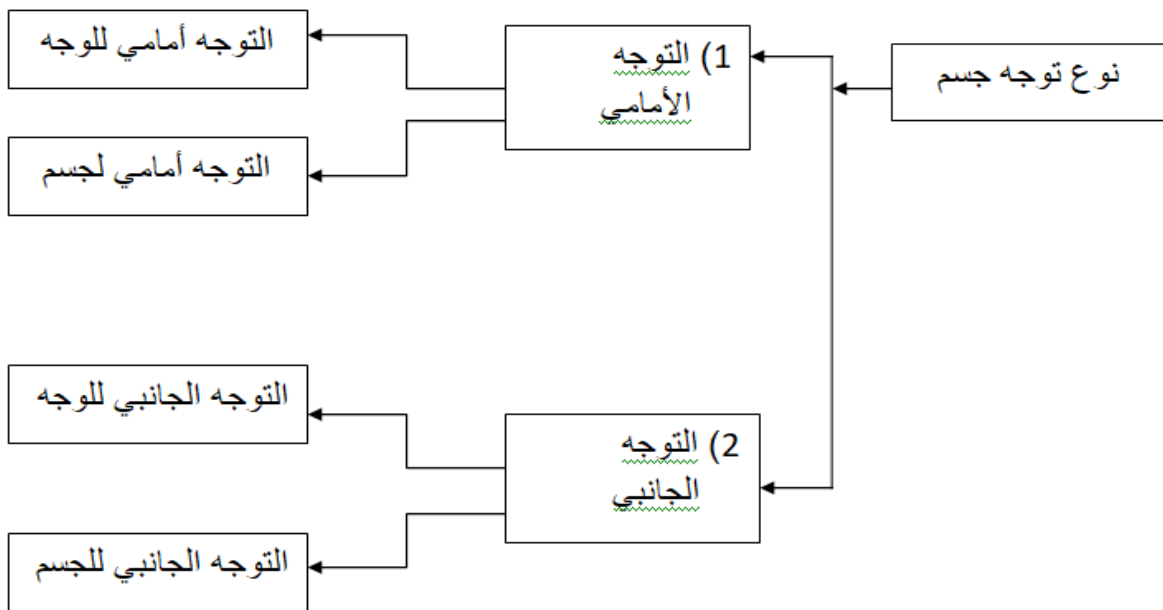 نوع توجه جسم
1) التوجه
الأمامي
التوجه أمامي للوجه
التوجه أمامي لجسم
2) التوجه
الجانبي
التوجه الجانبي للوجه
التوجه الجانبي للجسم